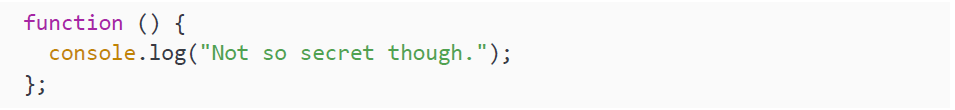 function () {
  console.log("Not so secret though.");
};